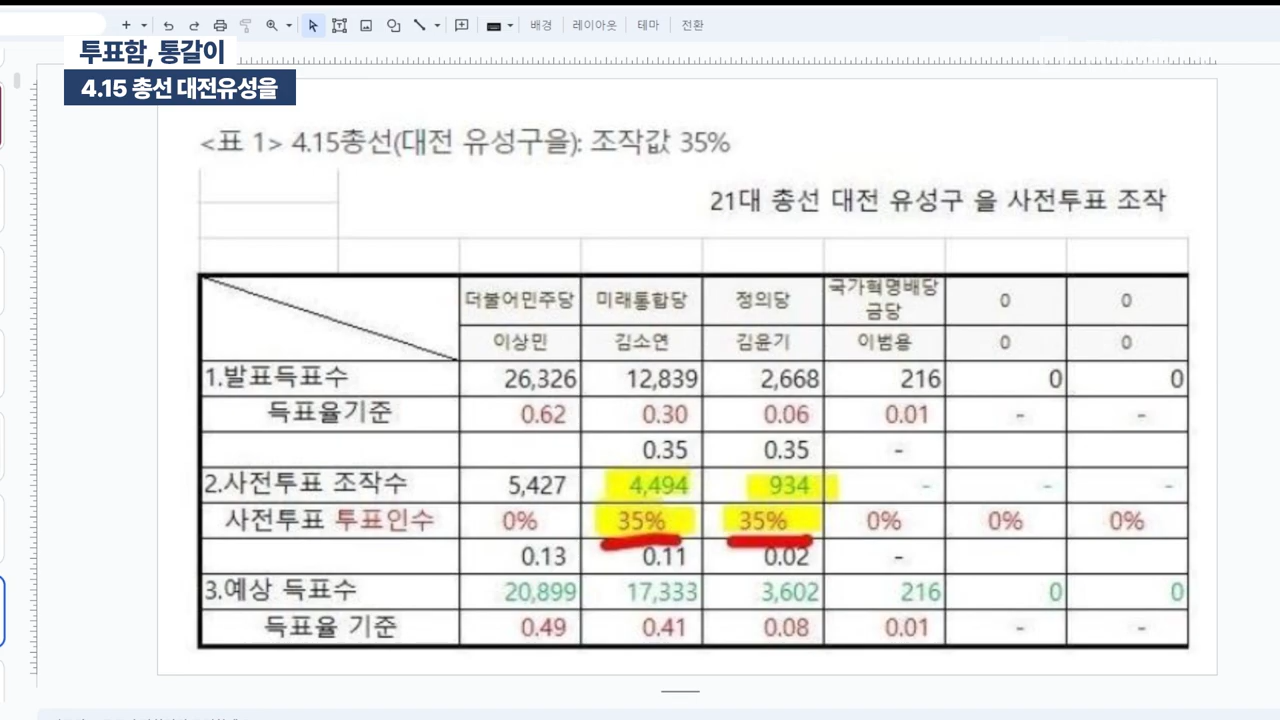 배경 레이아웃 테마 전환
투표함, 통갈이
4.15 총선 대전유성을
<표 1> 4.15총선(대전 유성구을): 조작값 35%
21대 총선 대전 유성구 을 사전투표 조작
더불어민주당 미래통합당 정의당 국가혁명배당금당 0 0
이상민 김소연 김윤기 이범용 0 0
1.발표득표수 26,326 12,839 2,668 216 0 0
득표율기준 0.62 0.30 0.06 0.01 - -
0.35 0.35 -
2.사전투표 조작수 5,427 4,494 934 - - -
사전투표 투표인수 0% 35% 35% 0% 0% 0%
0.13 0.11 0.02 -
3.예상 득표수 20,899 17,333 3,602 216 0 0
득표율 기준 0.49 0.41 0.08 0.01 - -